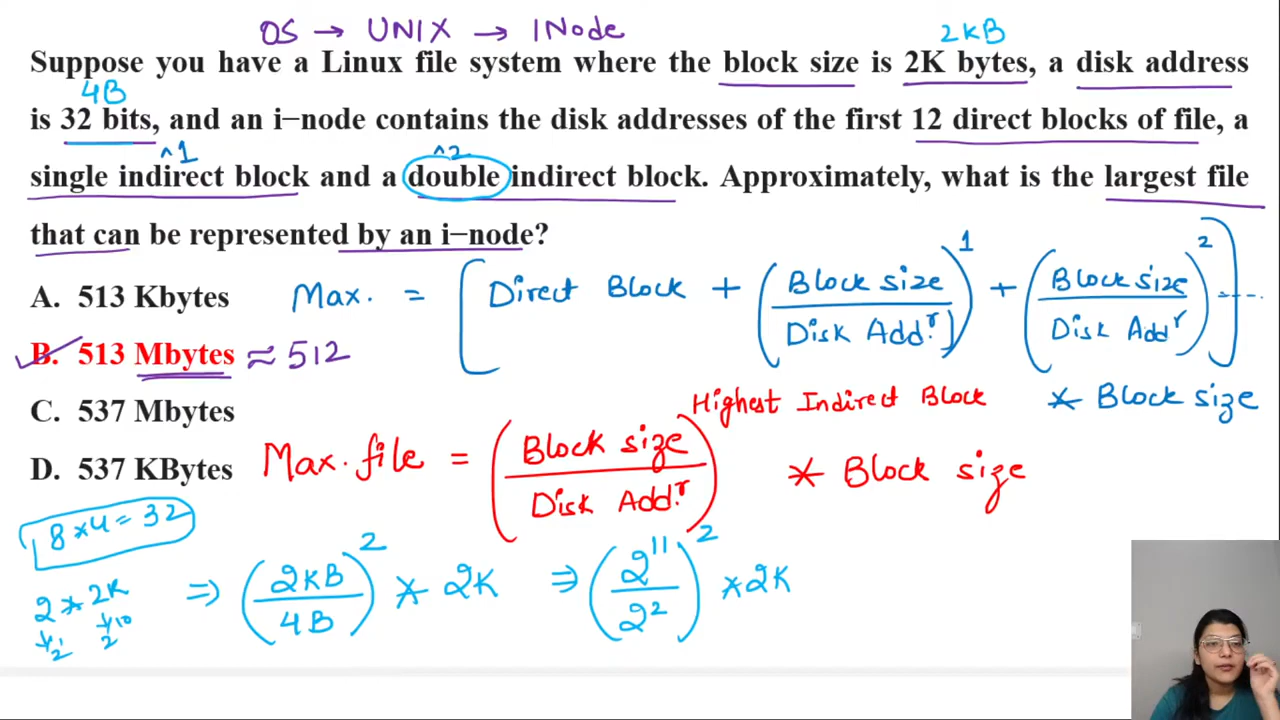 OS → UNIX → INode
2KB
Suppose you have a Linux file system where the block size is 2K bytes, a disk address
4B
is 32 bits, and an i−node contains the disk addresses of the first 12 direct blocks of file, a
^1 ^2
single indirect block and a double indirect block. Approximately, what is the largest file
that can be represented by an i−node?
A. 513 Kbytes
Max. = [Direct Block + (Block size / Disk Add.r)^1 + (Block size / Disk Addr)^2 ----] * Block size
B. 513 Mbytes ≈ 512
C. 537 Mbytes
D. 537 KBytes
Max. file = (Block size / Disk Add.r)^Highest Indirect Block * Block size
8*4=32
2*2K
2^1 2^10
⇒ (2KB / 4B)^2 * 2K ⇒ (2^11 / 2^2)^2 * 2K